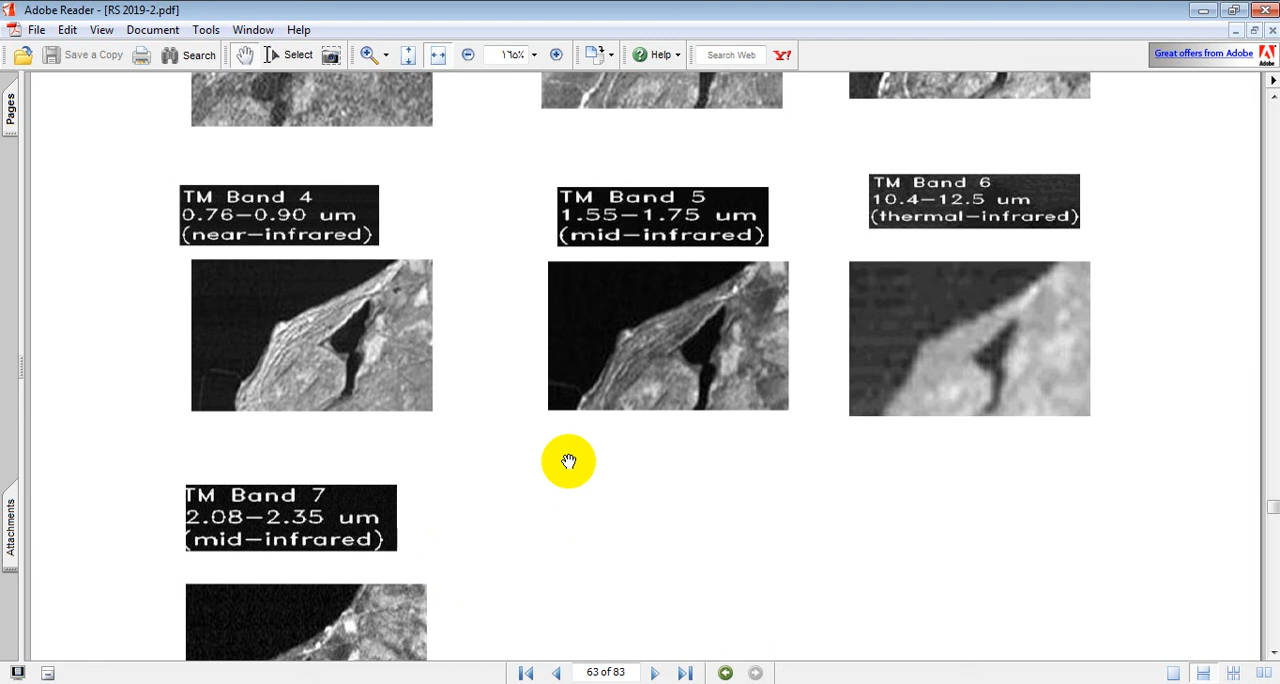 Adobe Reader - [RS 2019-2.pdf]
File Edit View Document Tools Window Help
Save a Copy Search Select 176% Help Search Web Y!
Great offers from Adobe
Adobe
Pages
TM Band 4
0.76-0.90 um
(near-infrared)
TM Band 5
1.55-1.75 um
(mid-infrared)
TM Band 6
10.4-12.5 um
(thermal-infrared)
TM Band 7
2.08-2.35 um
(mid-infrared)
Attachments
63 of 83